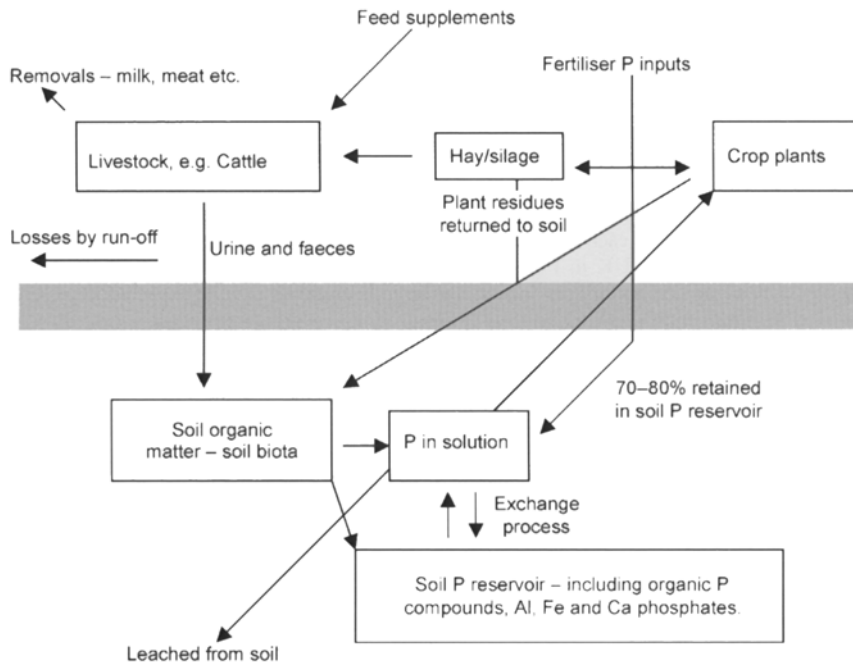 Feed supplements
Fertiliser P inputs
Removals – milk, meat etc.
Livestock, e.g. Cattle
Hay/silage
Crop plants
Plant residues
returned to soil
Losses by run-off
Urine and faeces
70–80% retained
in soil P reservoir
Soil organic
matter – soil biota
P in solution
Exchange
process
Soil P reservoir – including organic P
compounds, Al, Fe and Ca phosphates.
Leached from soil